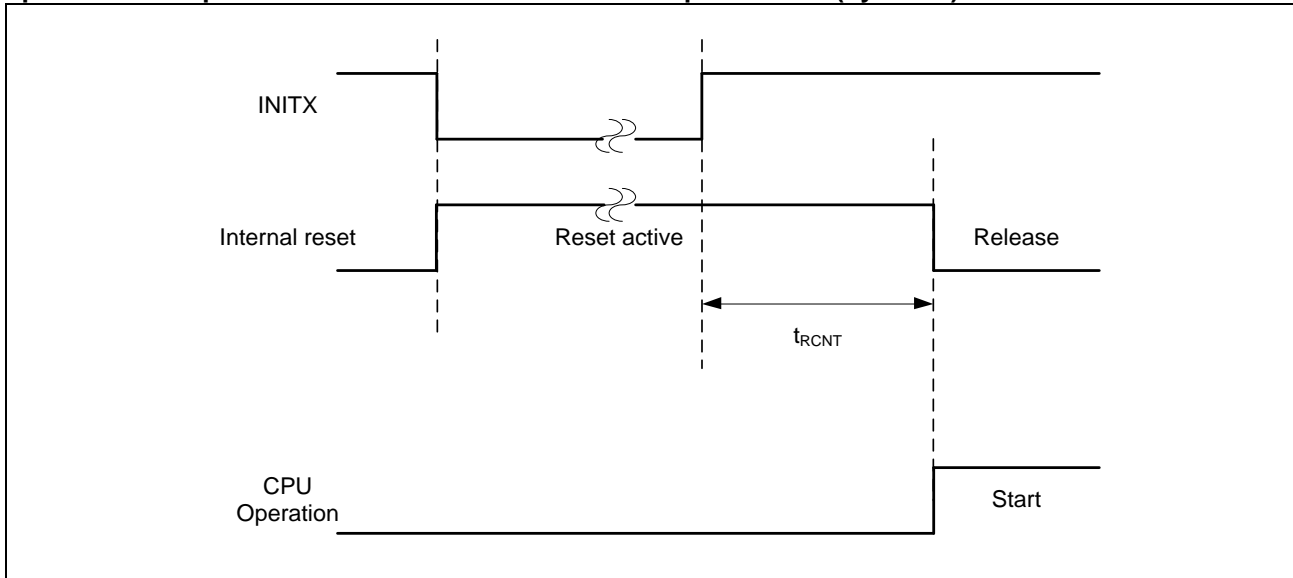 INITX
Internal reset
Reset active
Release
tRCNT
CPU
Operation
Start